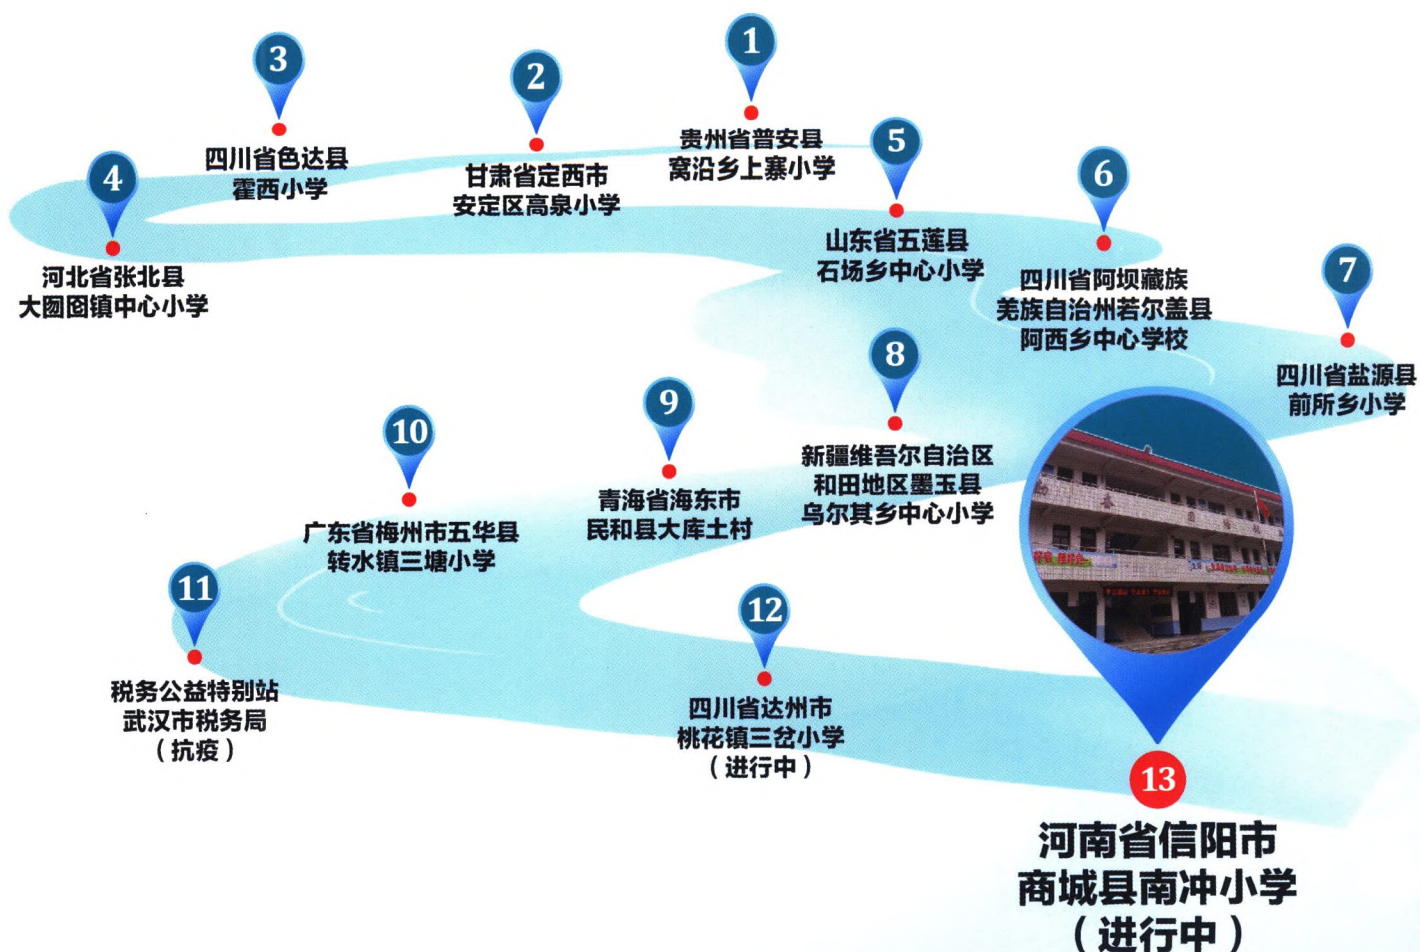 1
贵州省普安县
窝沿乡上寨小学
2
甘肃省定西市
安定区高泉小学
3
四川省色达县
霍西小学
4
河北省张北县
大囫囵镇中心小学
5
山东省五莲县
石场乡中心小学
6
四川省阿坝藏族
羌族自治州若尔盖县
阿西乡中心学校
7
四川省盐源县
前所乡小学
8
新疆维吾尔自治区
和田地区墨玉县
乌尔其乡中心小学
9
青海省海东市
民和县大库土村
10
广东省梅州市五华县
转水镇三塘小学
11
税务公益特别站
武汉市税务局
（抗疫）
12
四川省达州市
桃花镇三岔小学
（进行中）
13
河南省信阳市
商城县南冲小学
（进行中）